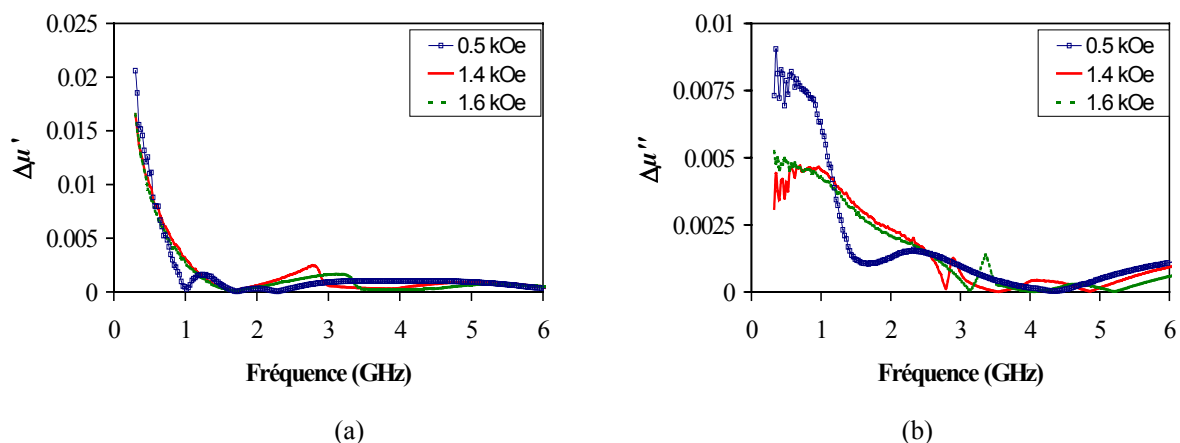 0.025
0.02
0.015
0.01
0.005
0
Δμ'
0.5 kOe
1.4 kOe
1.6 kOe
0 1 2 3 4 5 6
Fréquence (GHz)
(a)
0.01
0.0075
0.005
0.0025
0
Δμ''
0.5 kOe
1.4 kOe
1.6 kOe
0 1 2 3 4 5 6
Fréquence (GHz)
(b)